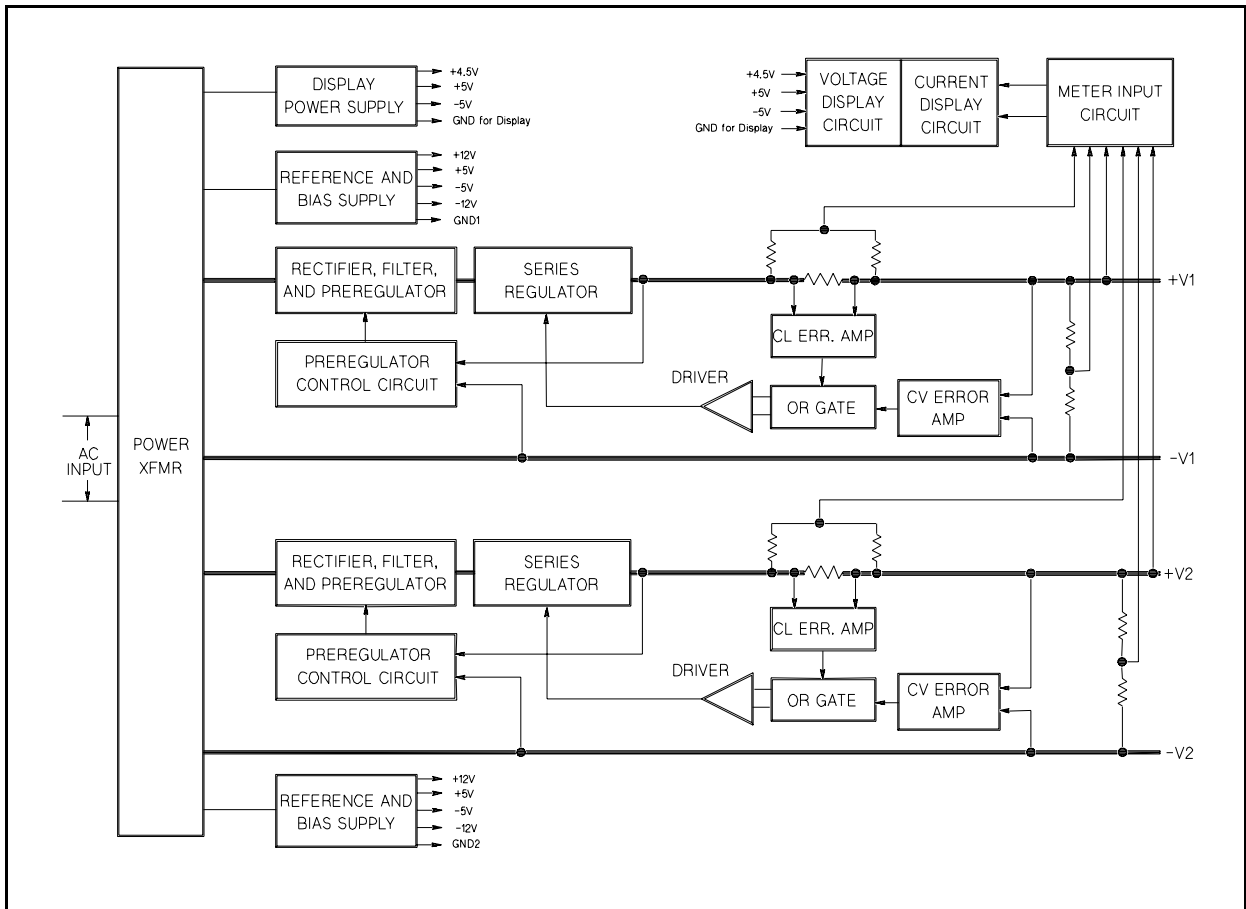 DISPLAY
POWER SUPPLY
+4.5V
+5V
-5V
GND for Display
+4.5V
+5V
-5V
GND for Display
VOLTAGE
DISPLAY
CIRCUIT
CURRENT
DISPLAY
CIRCUIT
METER INPUT
CIRCUIT
REFERENCE AND
BIAS SUPPLY
+12V
+5V
-5V
-12V
GND1
RECTIFIER, FILTER,
AND PREREGULATOR
SERIES
REGULATOR
+V1
CL ERR. AMP
PREREGULATOR
CONTROL CIRCUIT
DRIVER
OR GATE
CV ERROR
AMP
AC
INPUT
POWER
XFMR
-V1
RECTIFIER, FILTER,
AND PREREGULATOR
SERIES
REGULATOR
+V2
CL ERR. AMP
PREREGULATOR
CONTROL CIRCUIT
DRIVER
OR GATE
CV ERROR
AMP
-V2
REFERENCE AND
BIAS SUPPLY
+12V
+5V
-5V
-12V
GND2